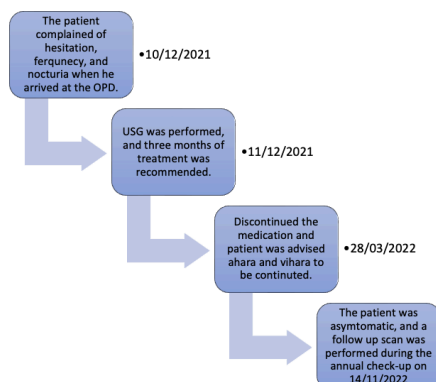 The patient
complained of
hesitation,
ferqunecy, and
nocturia when he
arrived at the OPD.
•10/12/2021
USG was performed,
and three months of
treatment was
recommended.
•11/12/2021
Discontinued the
medication and
patient was advised
ahara and vihara to
be contiuted.
•28/03/2022
The patient was
asymtomatic, and a
follow up scan was
performed during the
annual check-up on
14/11/2022